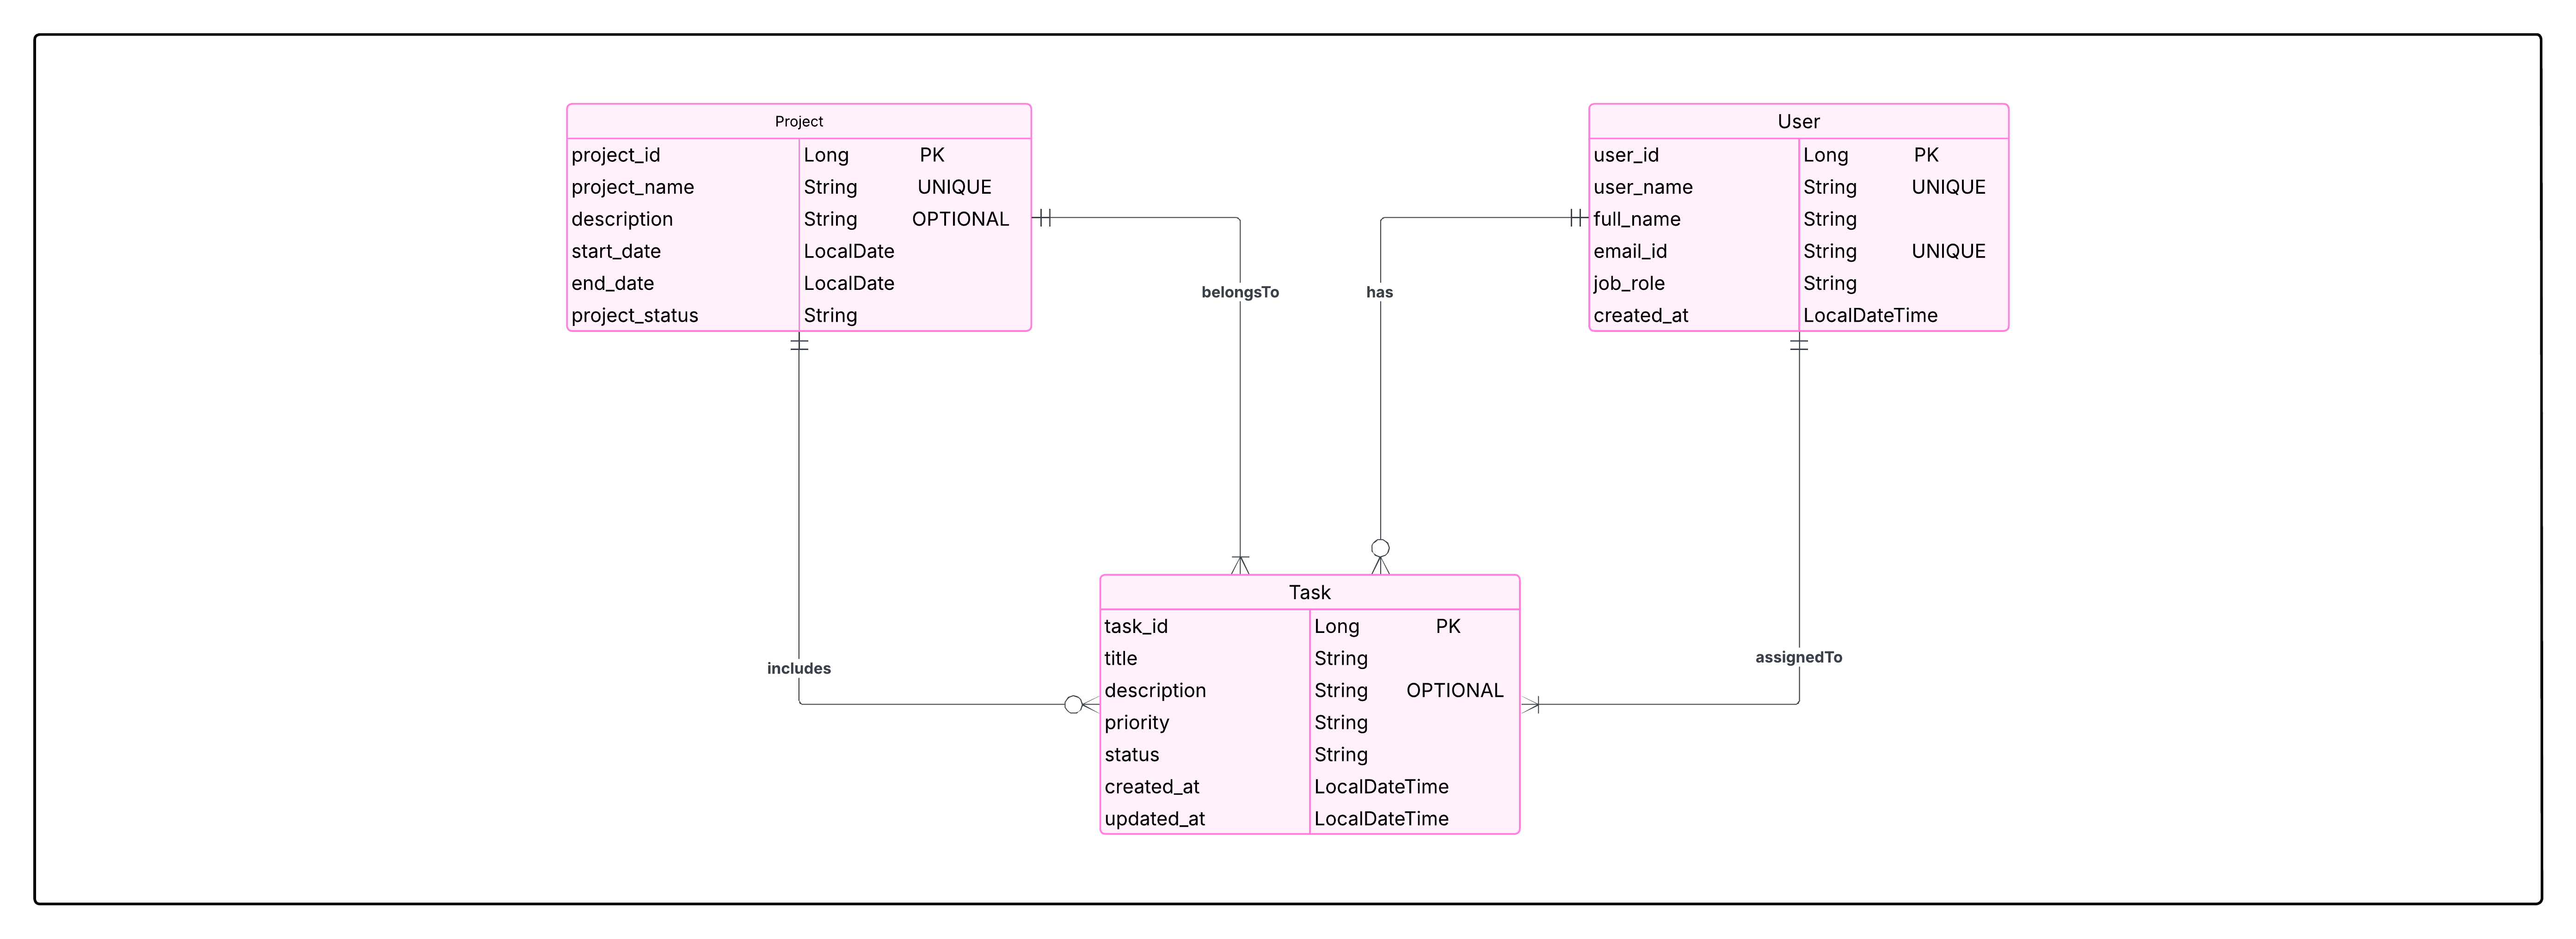 Project
project_id Long PK
project_name String UNIQUE
description String OPTIONAL
start_date LocalDate
end_date LocalDate
project_status String
User
user_id Long PK
user_name String UNIQUE
full_name String
email_id String UNIQUE
job_role String
created_at LocalDateTime
belongsTo
has
includes
assignedTo
Task
task_id Long PK
title String
description String OPTIONAL
priority String
status String
created_at LocalDateTime
updated_at LocalDateTime